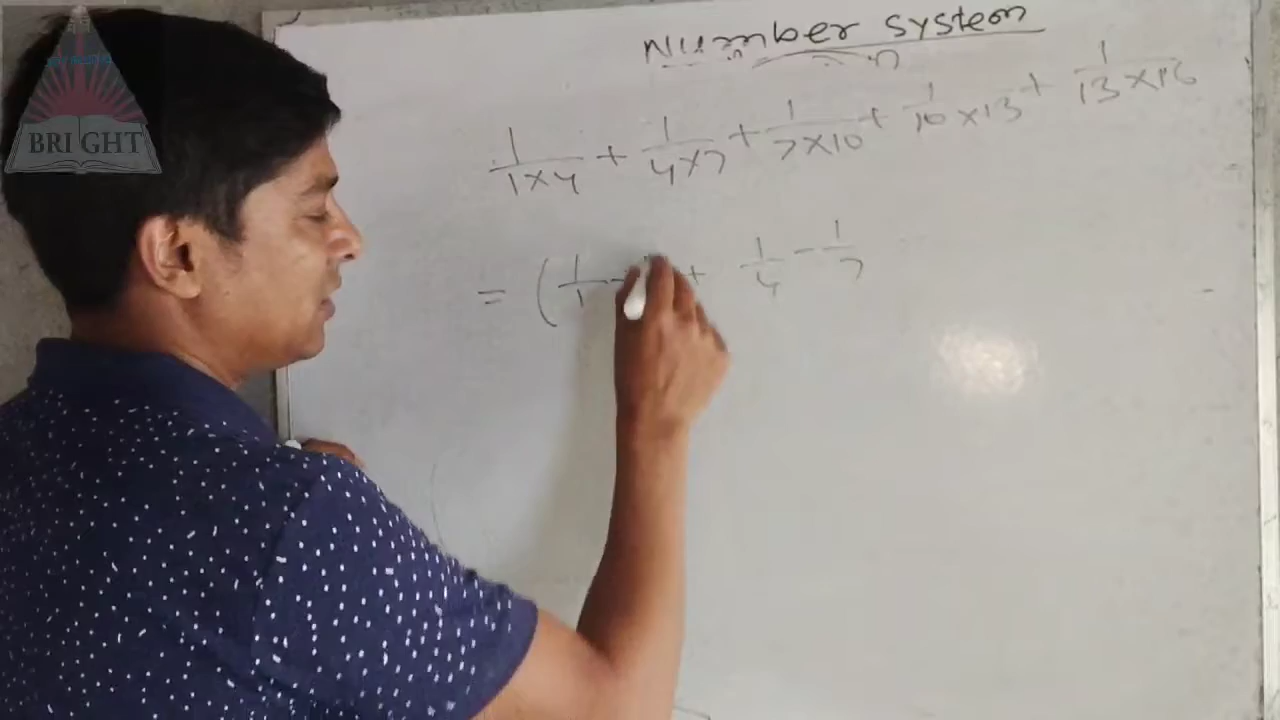 BRIGHT
Number system
1/1×4 + 1/4×7 + 1/7×10 + 1/10×13 + 1/13×16
= (1/1 - + 1/4 - 1/7